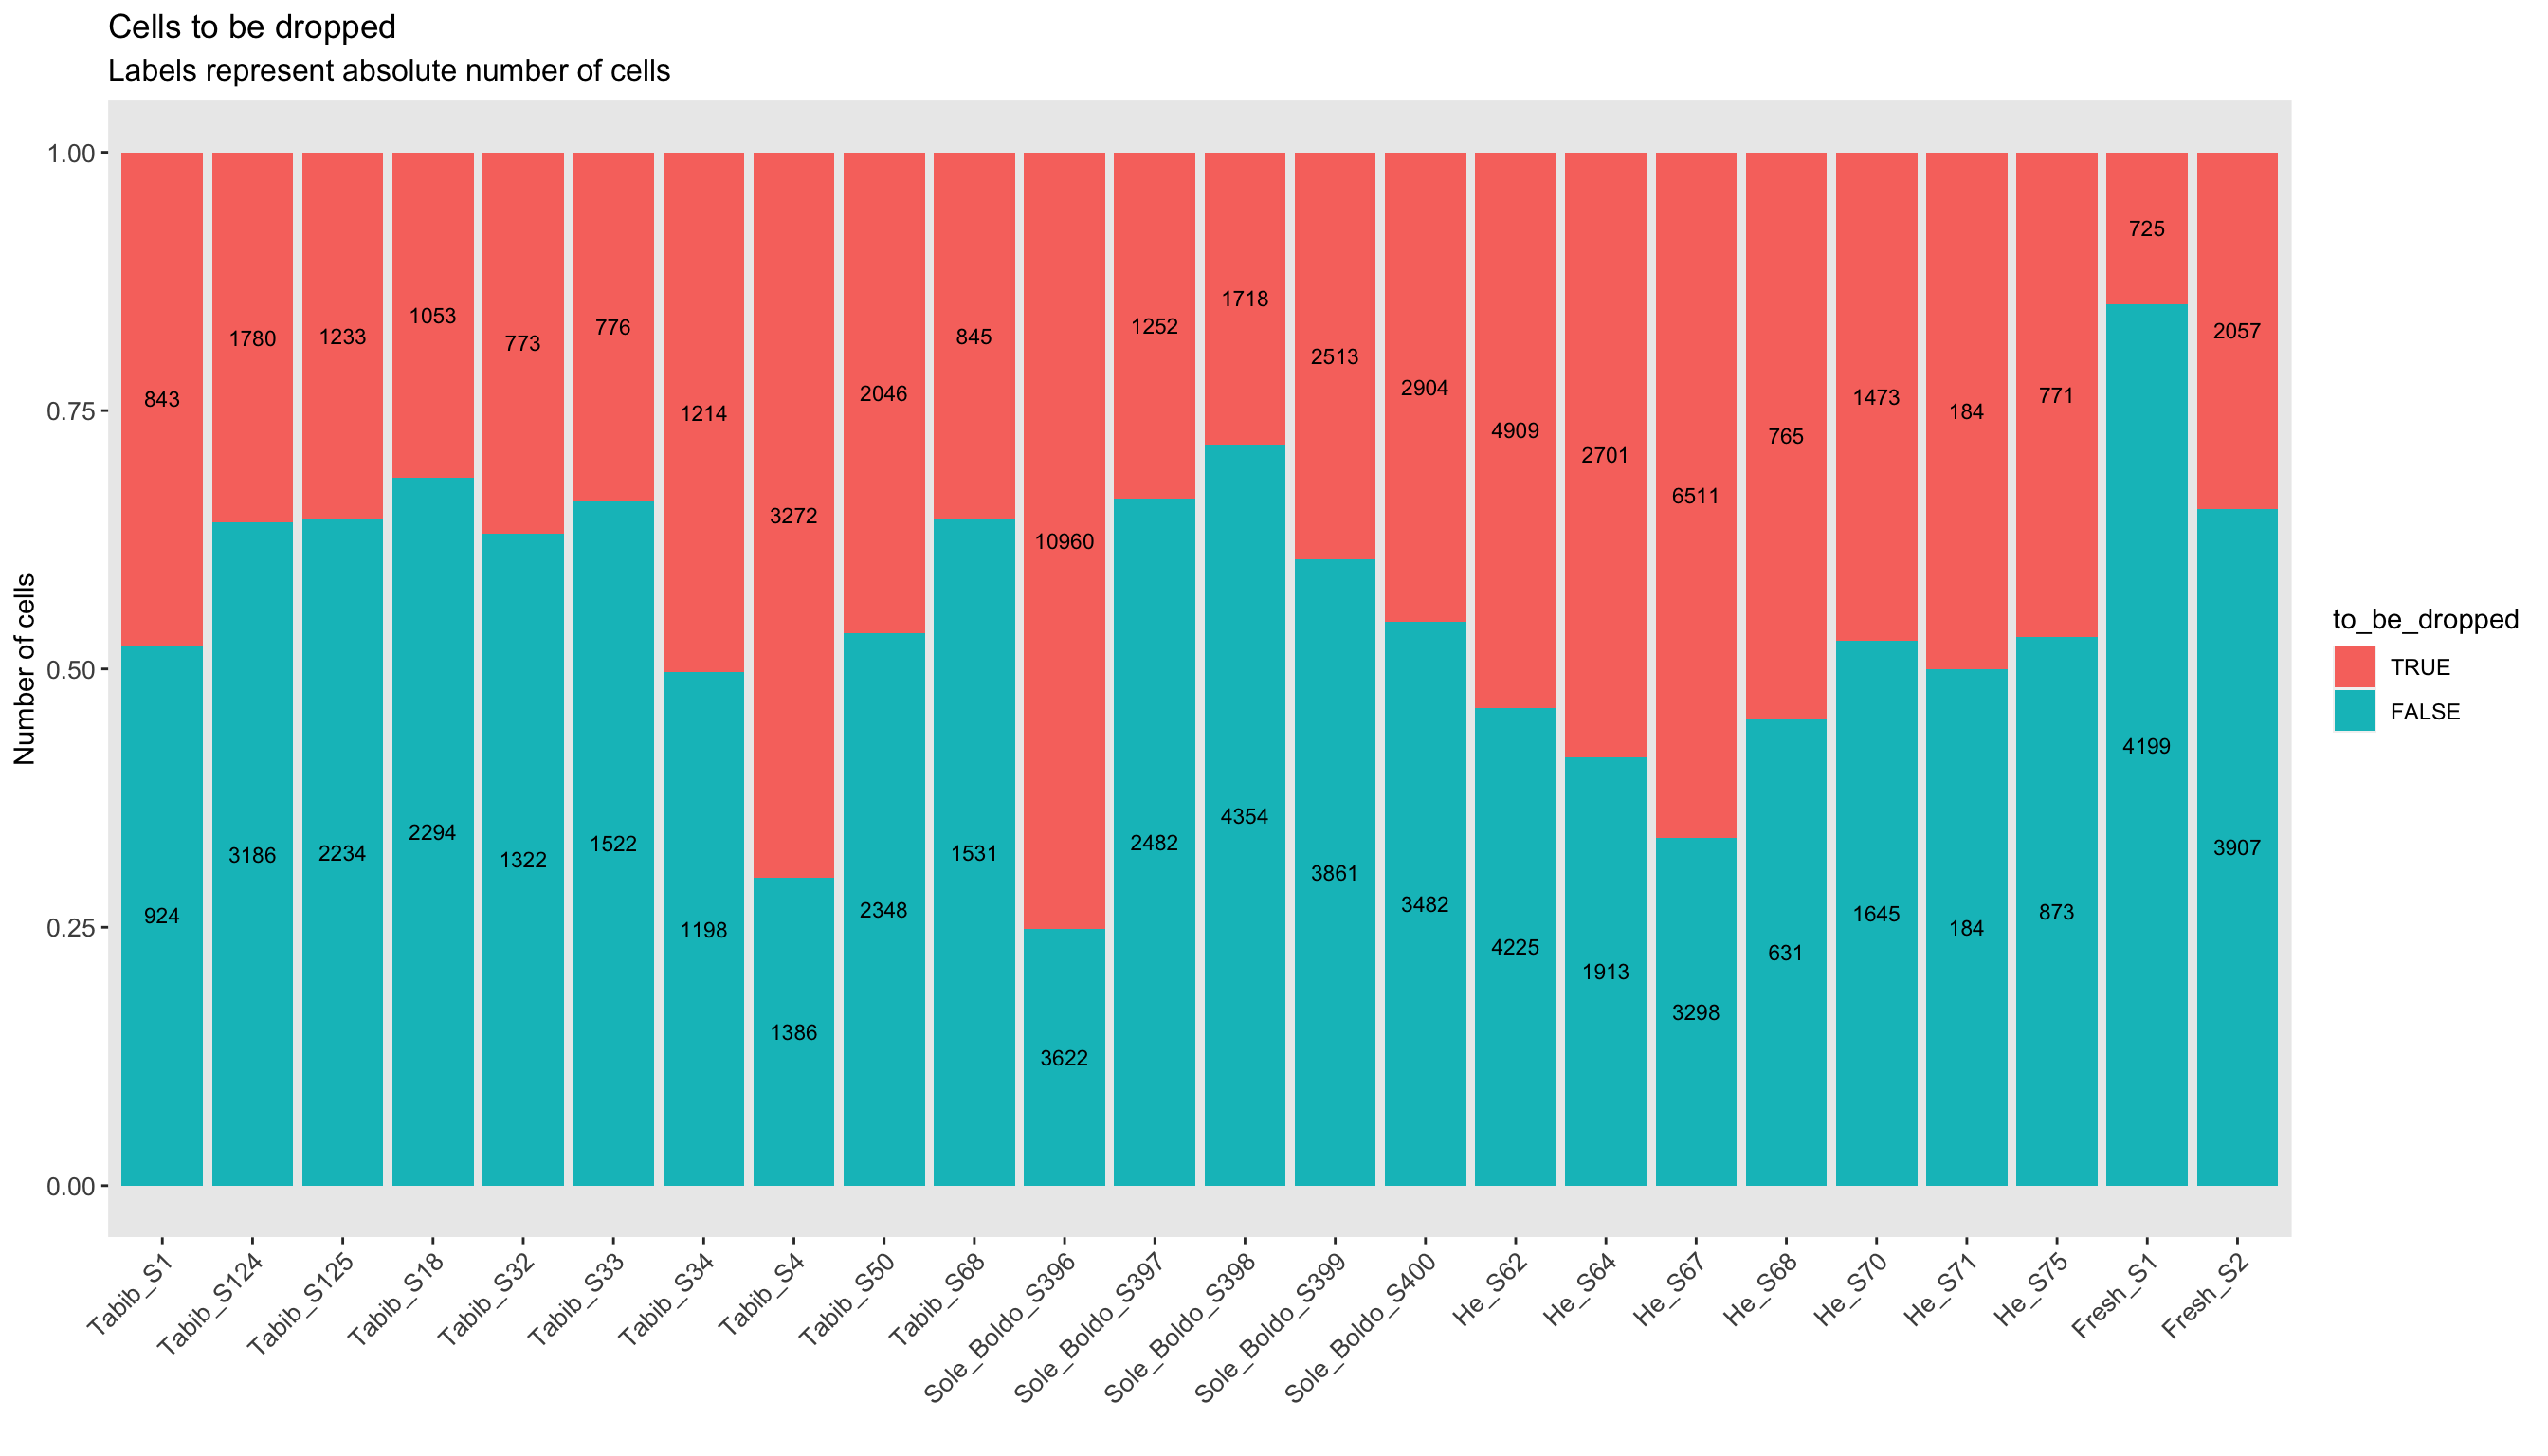 Cells to be dropped
Labels represent absolute number of cells
Number of cells
1.00
0.75
0.50
0.25
0.00
843
1780
1233
1053
773
776
1214
3272
2046
845
10960
1252
1718
2513
2904
4909
2701
6511
765
1473
184
771
725
2057
924
3186
2234
2294
1322
1522
1198
1386
2348
1531
3622
2482
4354
3861
3482
4225
1913
3298
631
1645
184
873
4199
3907
Tabib_S1
Tabib_S124
Tabib_S125
Tabib_S18
Tabib_S32
Tabib_S33
Tabib_S34
Tabib_S4
Tabib_S50
Tabib_S68
Sole_Boldo_S396
Sole_Boldo_S397
Sole_Boldo_S398
Sole_Boldo_S399
Sole_Boldo_S400
He_S62
He_S64
He_S67
He_S68
He_S70
He_S71
He_S75
Fresh_S1
Fresh_S2
to_be_dropped
TRUE
FALSE